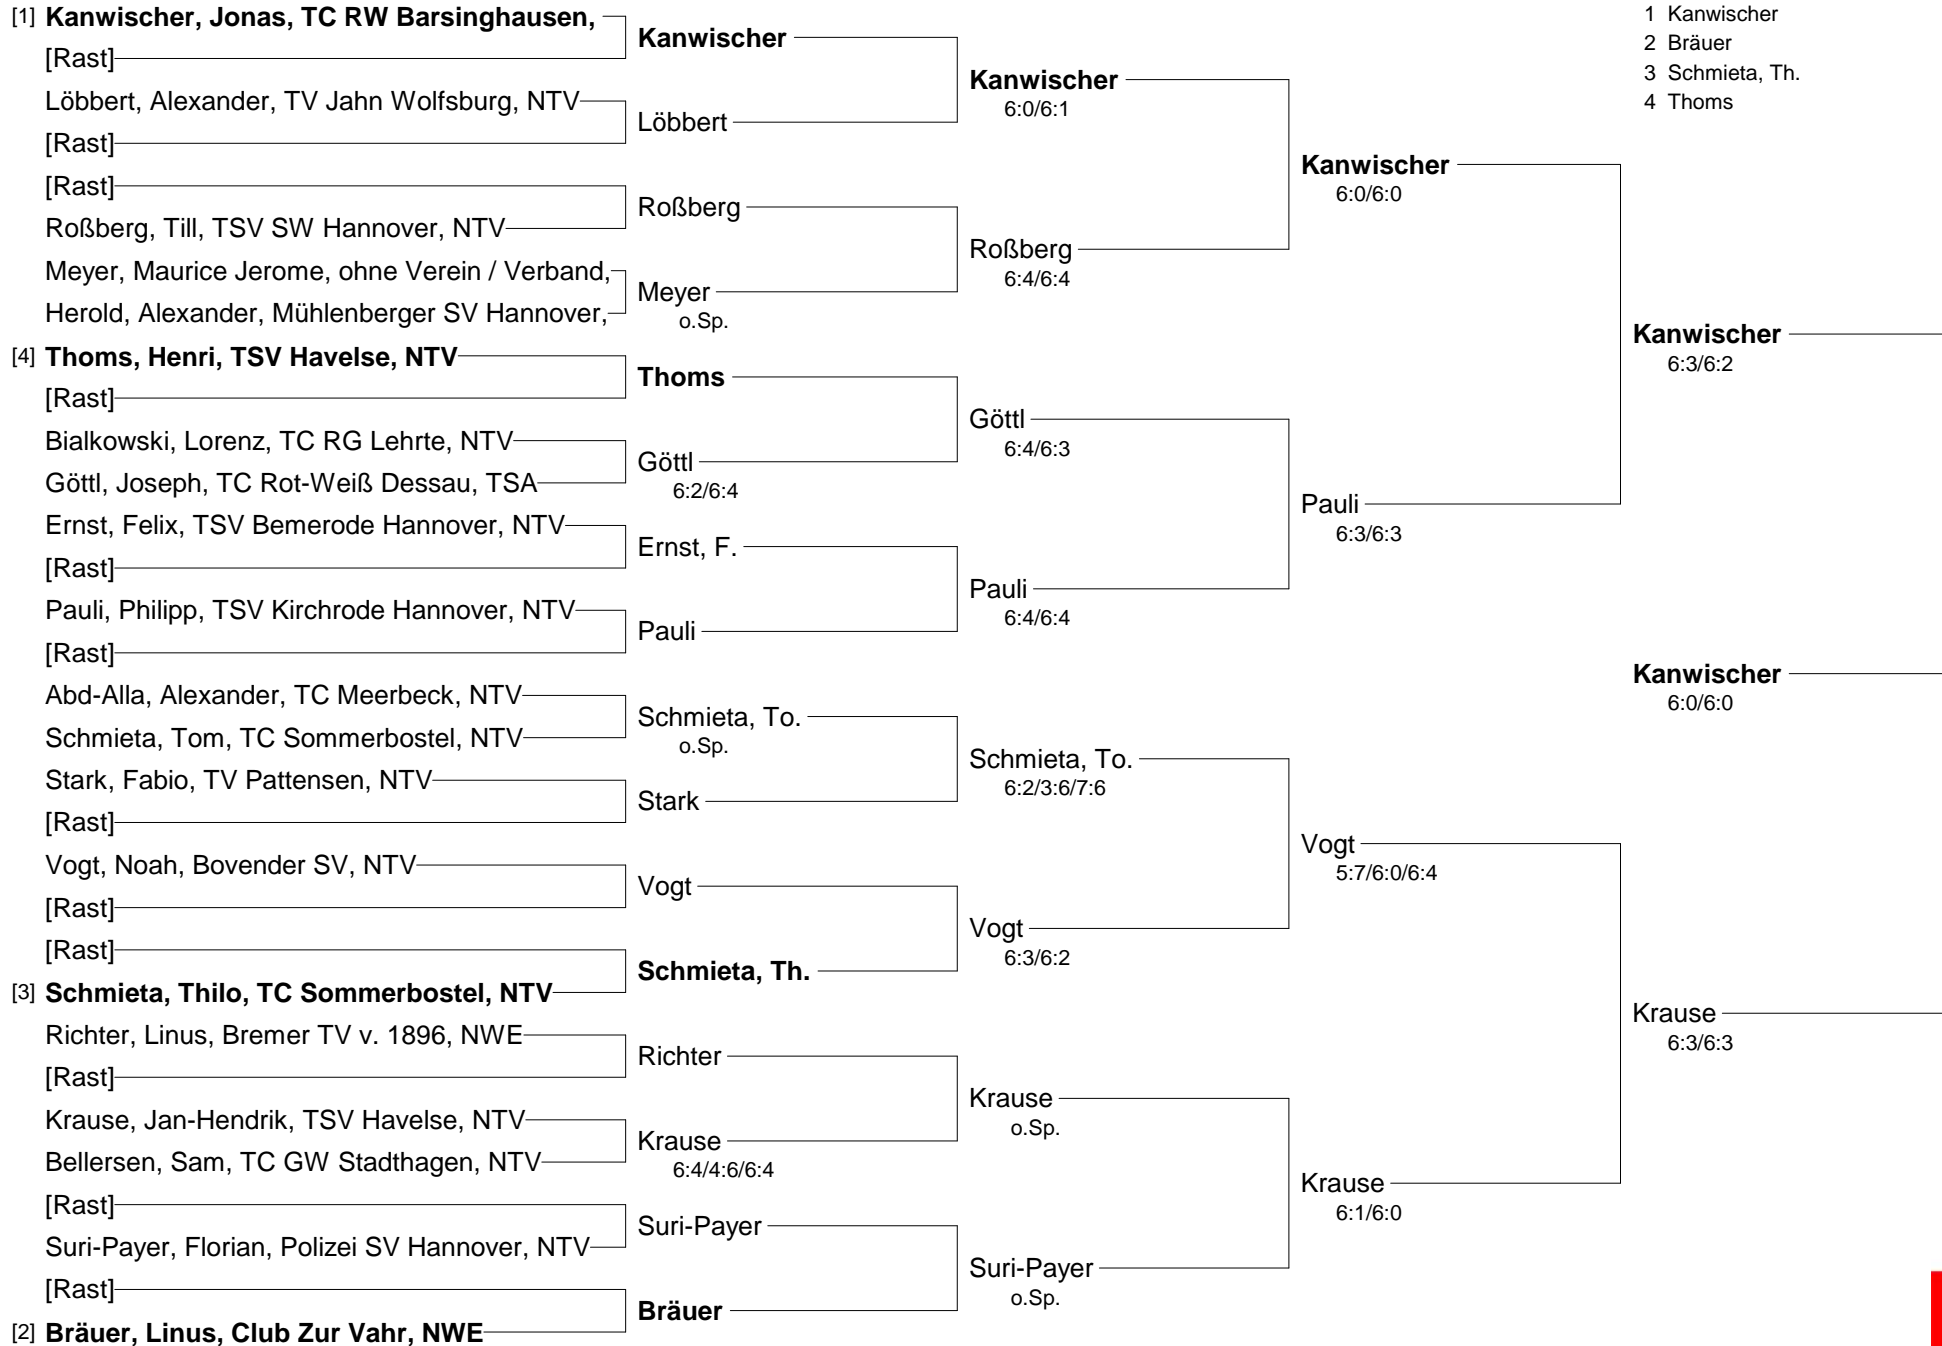 [1] Kanwischer, Jonas, TC RW Barsinghausen,
[Rast]
Löbbert, Alexander, TV Jahn Wolfsburg, NTV
[Rast]
[Rast]
Roßberg, Till, TSV SW Hannover, NTV
Meyer, Maurice Jerome, ohne Verein / Verband,
Herold, Alexander, Mühlenberger SV Hannover,
[4] Thoms, Henri, TSV Havelse, NTV
[Rast]
Bialkowski, Lorenz, TC RG Lehrte, NTV
Göttl, Joseph, TC Rot-Weiß Dessau, TSA
Ernst, Felix, TSV Bemerode Hannover, NTV
[Rast]
Pauli, Philipp, TSV Kirchrode Hannover, NTV
[Rast]
Abd-Alla, Alexander, TC Meerbeck, NTV
Schmieta, Tom, TC Sommerbostel, NTV
Stark, Fabio, TV Pattensen, NTV
[Rast]
Vogt, Noah, Bovender SV, NTV
[Rast]
[Rast]
[3] Schmieta, Thilo, TC Sommerbostel, NTV
Richter, Linus, Bremer TV v. 1896, NWE
[Rast]
Krause, Jan-Hendrik, TSV Havelse, NTV
Bellersen, Sam, TC GW Stadthagen, NTV
[Rast]
Suri-Payer, Florian, Polizei SV Hannover, NTV
[Rast]
[2] Bräuer, Linus, Club Zur Vahr, NWE
Kanwischer
Löbbert
Roßberg
Meyer
o.Sp.
Thoms
Göttl
6:2/6:4
Ernst, F.
Pauli
Schmieta, To.
o.Sp.
Stark
Vogt
Schmieta, Th.
Richter
Krause
6:4/4:6/6:4
Suri-Payer
Bräuer
Kanwischer
6:0/6:1
Roßberg
6:4/6:4
Göttl
6:4/6:3
Pauli
6:4/6:4
Schmieta, To.
6:2/3:6/7:6
Vogt
6:3/6:2
Krause
o.Sp.
Suri-Payer
o.Sp.
Kanwischer
6:0/6:0
Pauli
6:3/6:3
Vogt
5:7/6:0/6:4
Krause
6:1/6:0
1 Kanwischer
2 Bräuer
3 Schmieta, Th.
4 Thoms
Kanwischer
6:3/6:2
Kanwischer
6:0/6:0
Krause
6:3/6:3